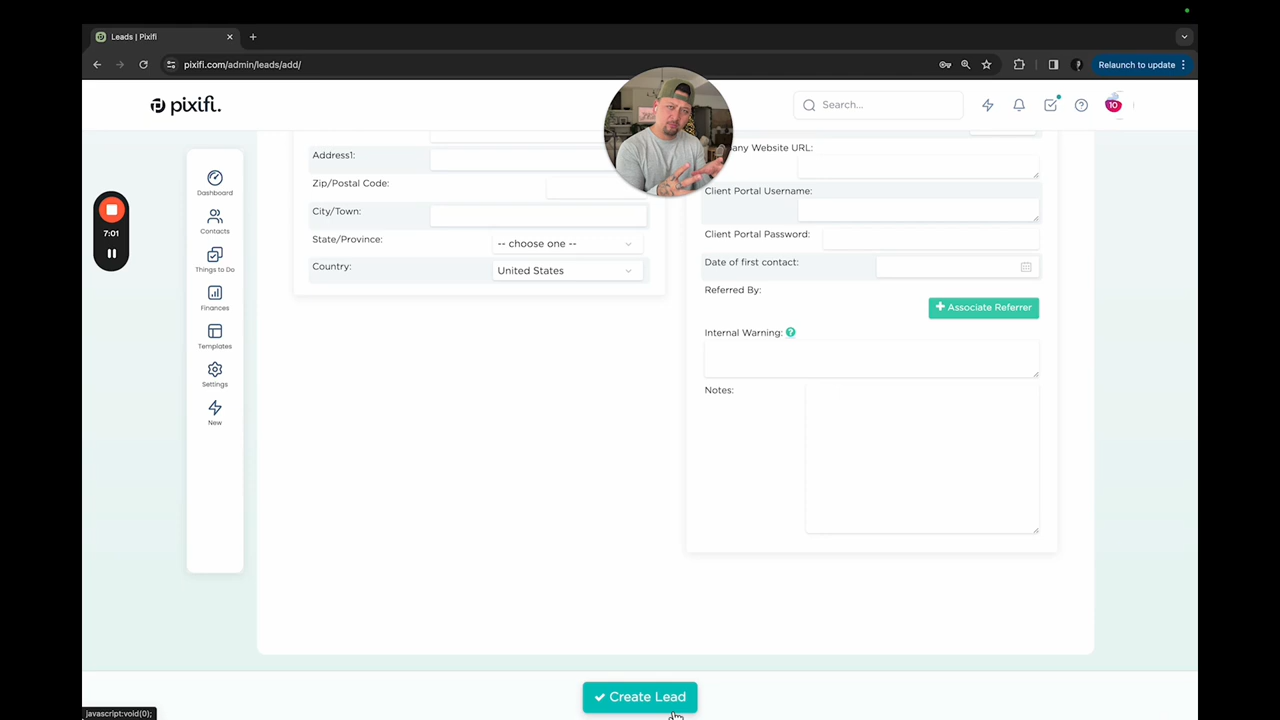 Leads | Pixifi
pixifi.com/admin/leads/add/
Relaunch to update
pixifi.
Search...
10
7:01
Dashboard
Contacts
Things to Do
Finances
Templates
Settings
New
Address1:
Zip/Postal Code:
City/Town:
State/Province:
-- choose one --
Country:
United States
Website URL:
Client Portal Username:
Client Portal Password:
Date of first contact:
Referred By:
+ Associate Referrer
Internal Warning: ?
Notes:
Create Lead
javascript:void(0);